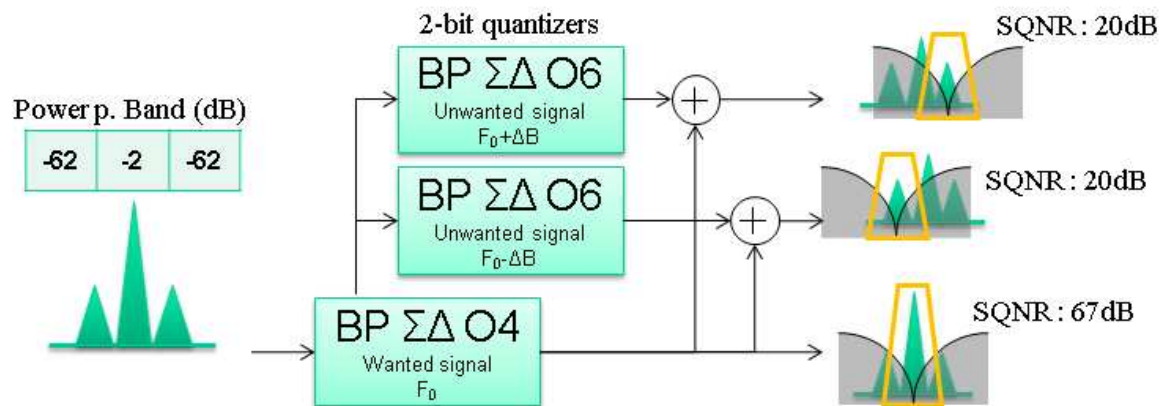 2-bit quantizers
SQNR: 20dB
BP ΣΔ O6
Unwanted signal
F₀+ΔB
Power p. Band (dB)
-62 -2 -62
BP ΣΔ O6
Unwanted signal
F₀-ΔB
SQNR: 20dB
BP ΣΔ O4
Wanted signal
F₀
SQNR: 67dB
+
+